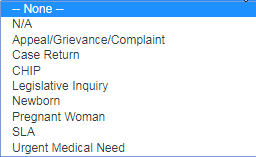 -- None --
N/A
Appeal/Grievance/Complaint
Case Return
CHIP
Legislative Inquiry
Newborn
Pregnant Woman
SLA
Urgent Medical Need